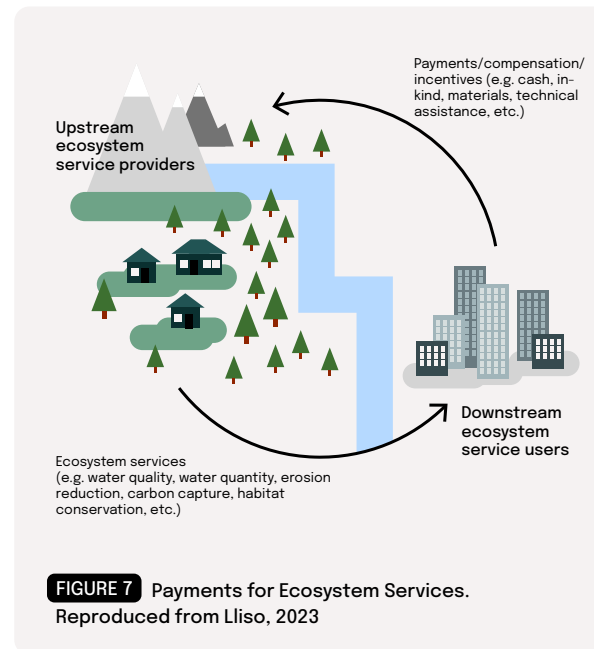 Payments/compensation/
incentives (e.g. cash, in-
kind, materials, technical
assistance, etc.)
Upstream
ecosystem
service providers
Downstream
ecosystem
service users
Ecosystem services
(e.g. water quality, water quantity, erosion
reduction, carbon capture, habitat
conservation, etc.)
FIGURE 7 Payments for Ecosystem Services.
Reproduced from Lliso, 2023